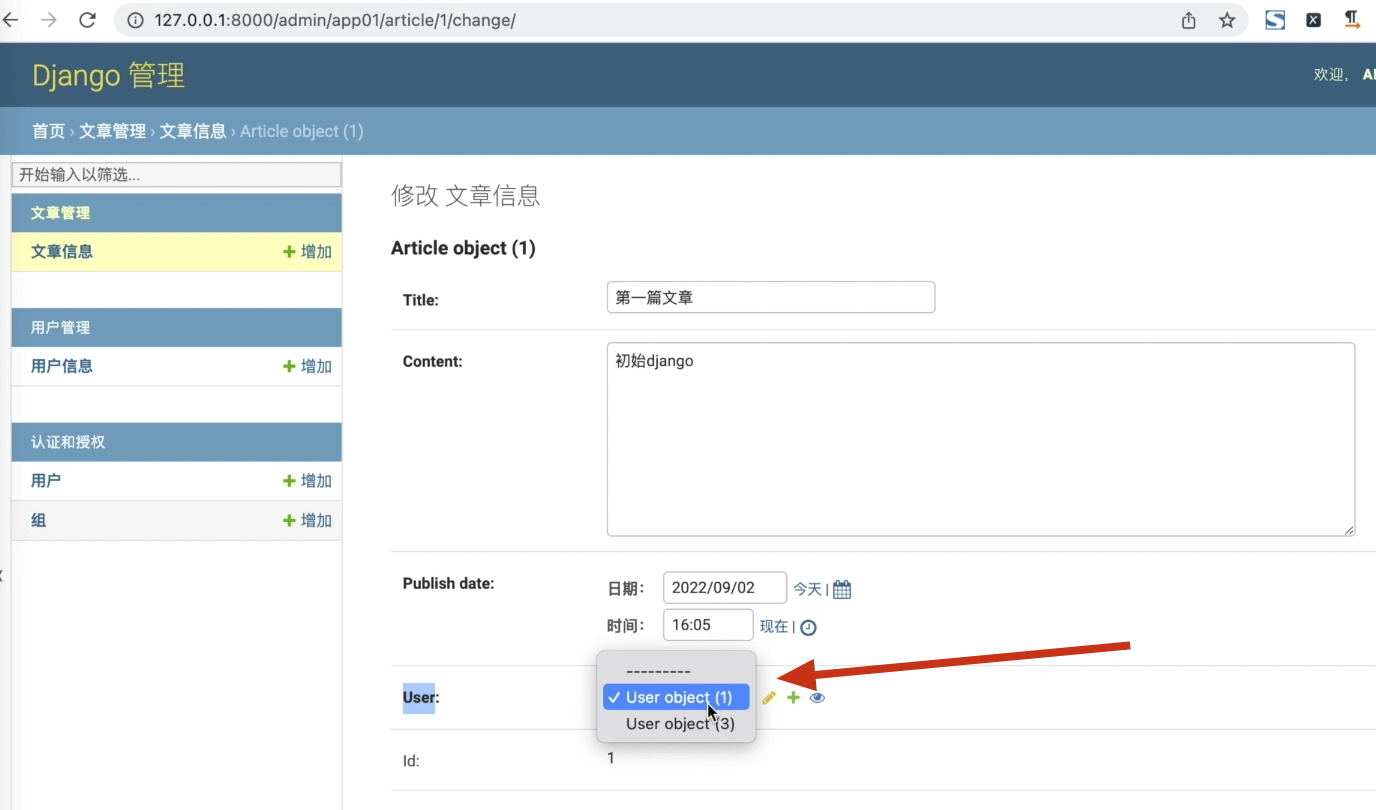 127.0.0.1:8000/admin/app01/article/1/change/
Django 管理
欢迎,
首页 › 文章管理 › 文章信息 › Article object (1)
开始输入以筛选...
文章管理
文章信息 增加
用户管理
用户信息 增加
认证和授权
用户 增加
组 增加
修改 文章信息
Article object (1)
Title: 第一篇文章
Content: 初始django
Publish date: 日期: 2022/09/02 今天 |
时间: 16:05 现在 |
---------
User: ✓ User object (1)
User object (3)
Id: 1